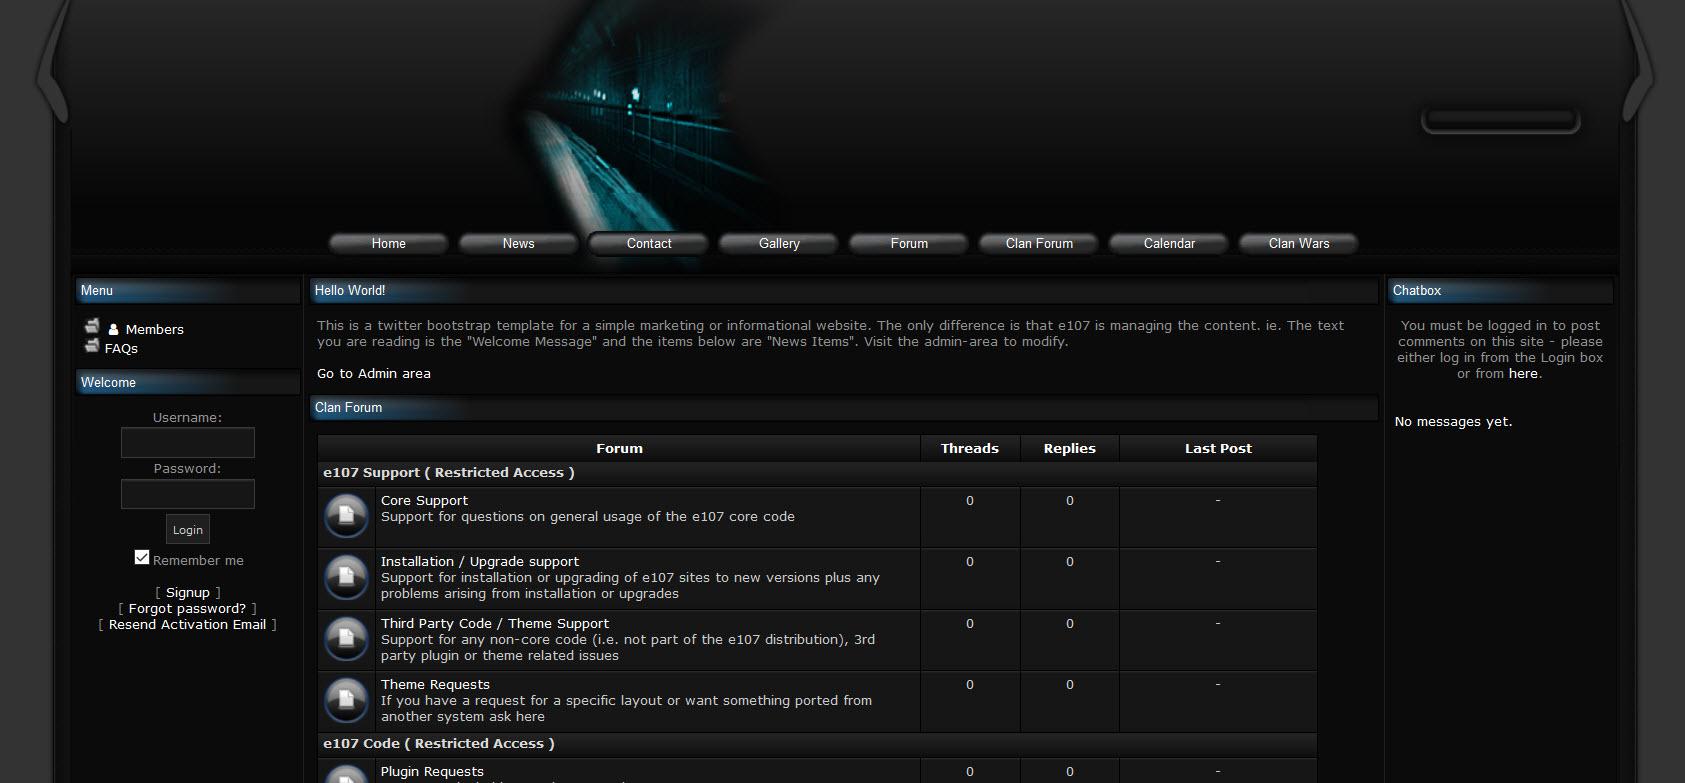 Home News Contact Gallery Forum Clan Forum Calendar Clan Wars
Menu
Members
FAQs
Welcome
Username:
Password:
Login
Remember me
[ Signup ]
[ Forgot password? ]
[ Resend Activation Email ]
Hello World!
This is a twitter bootstrap template for a simple marketing or informational website. The only difference is that e107 is managing the content. ie. The text
you are reading is the "Welcome Message" and the items below are "News Items". Visit the admin-area to modify.
Go to Admin area
Clan Forum
Forum Threads Replies Last Post
e107 Support ( Restricted Access )
Core Support 0 0 -
Support for questions on general usage of the e107 core code
Installation / Upgrade support 0 0 -
Support for installation or upgrading of e107 sites to new versions plus any
problems arising from installation or upgrades
Third Party Code / Theme Support 0 0 -
Support for any non-core code (i.e. not part of the e107 distribution), 3rd
party plugin or theme related issues
Theme Requests 0 0 -
If you have a request for a specific layout or want something ported from
another system ask here
e107 Code ( Restricted Access )
Plugin Requests 0 0 -
Chatbox
You must be logged in to post
comments on this site - please
either log in from the Login box
or from here.
No messages yet.